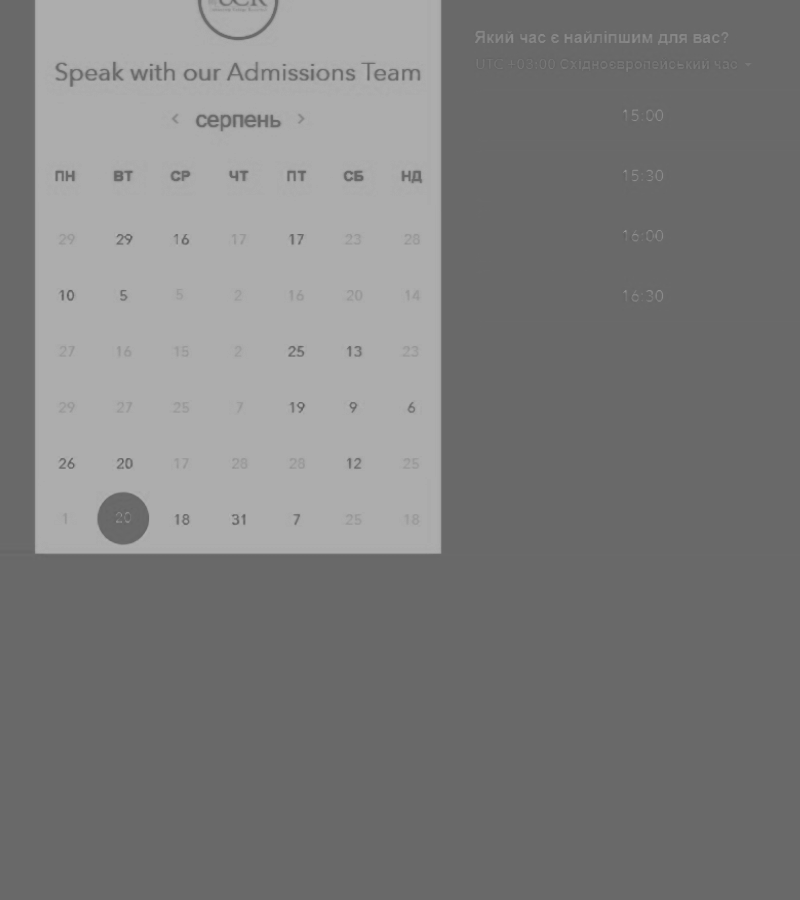 UCR
Speak with our Admissions Team
< серпень >
ПН ВТ СР ЧТ ПТ СБ НД
29 29 16 17 17 23 28
10 5 5 2 16 20 14
27 16 15 2 25 13 23
29 27 25 7 19 9 6
26 20 17 28 28 12 25
1 20 18 31 7 25 18
Який час є найліпшим для вас?
UTC +03:00 Східноєвропейський час
15:00
15:30
16:00
16:30